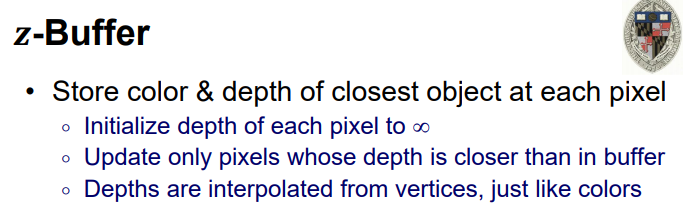 z-Buffer
• Store color & depth of closest object at each pixel
◦ Initialize depth of each pixel to ∞
◦ Update only pixels whose depth is closer than in buffer
◦ Depths are interpolated from vertices, just like colors